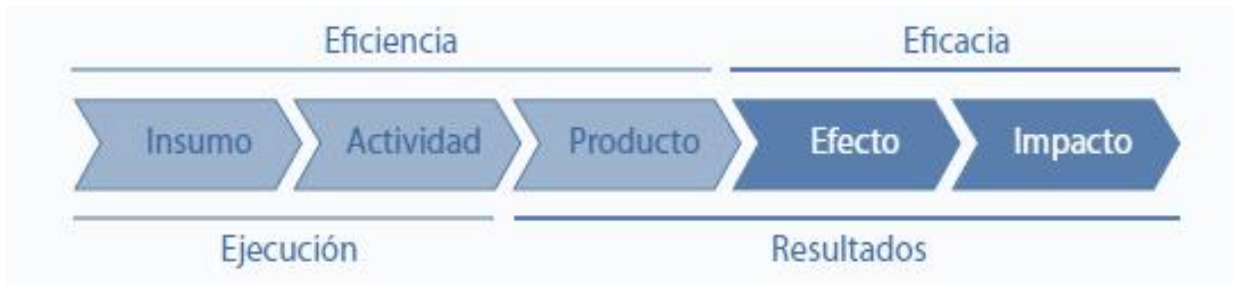 Eficiencia Eficacia
Insumo Actividad Producto Efecto Impacto
Ejecución Resultados